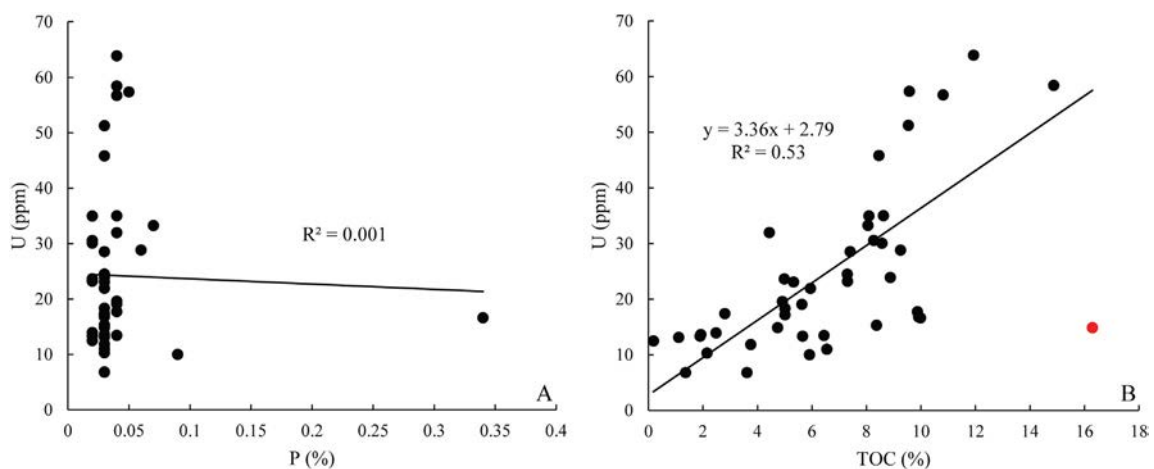 70
60
50
40
30
20
10
0
U (ppm)
R² = 0.001
A
0 0.05 0.1 0.15 0.2 0.25 0.3 0.35 0.4
P (%)
70
60
50
40
30
20
10
0
U (ppm)
y = 3.36x + 2.79
R² = 0.53
B
0 2 4 6 8 10 12 14 16 18
TOC (%)